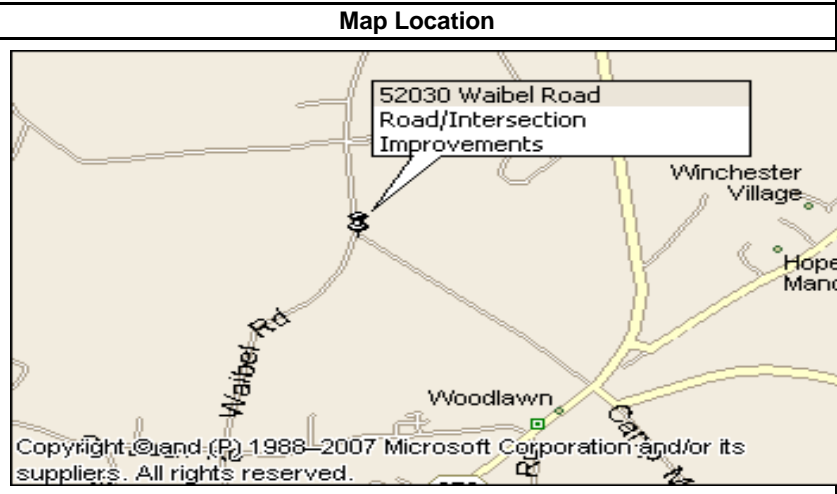 Map Location
52030 Waibel Road
Road/Intersection
Improvements
Winchester
Village
Hope
Waibel Rd
Woodlawn
Copyright © and (P) 1988–2007 Microsoft Corporation and/or its
suppliers. All rights reserved.